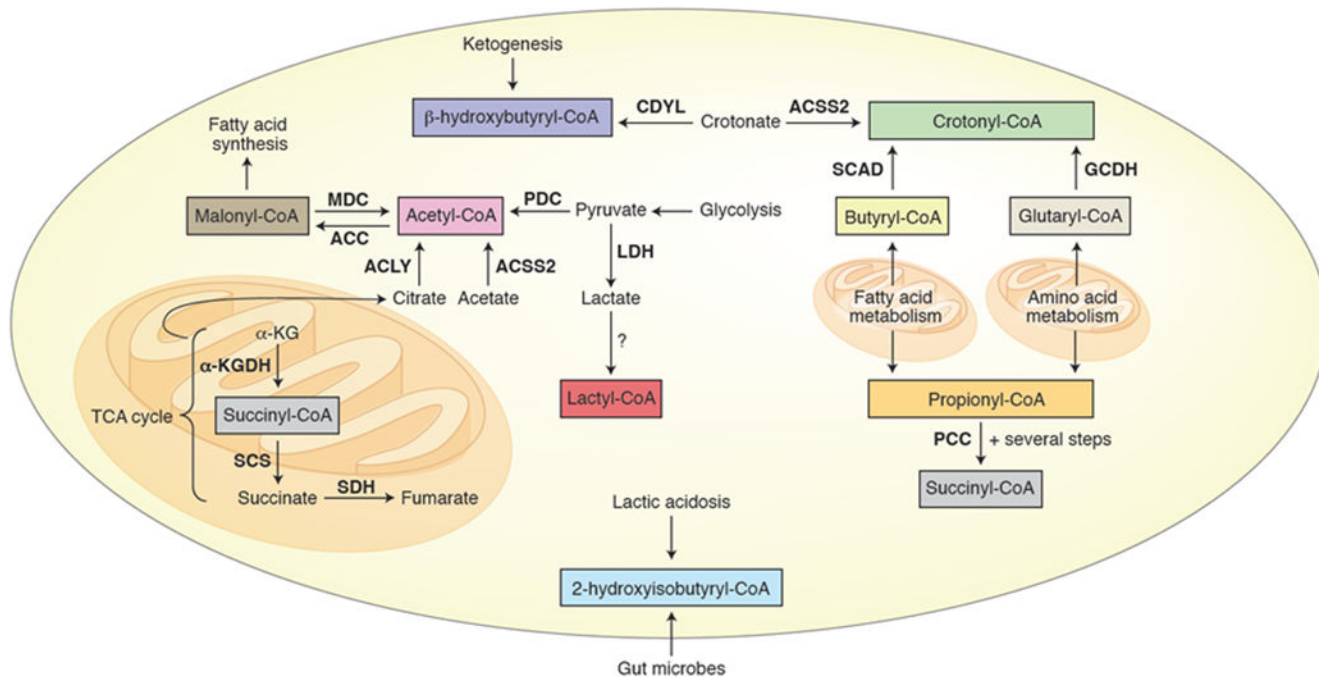 Ketogenesis
β-hydroxybutyryl-CoA
CDYL
Crotonate
ACSS2
Crotonyl-CoA
Fatty acid
synthesis
SCAD
GCDH
Malonyl-CoA
MDC
ACC
Acetyl-CoA
PDC
Pyruvate
Glycolysis
Butyryl-CoA
Glutaryl-CoA
LDH
ACLY
ACSS2
Citrate
Acetate
Lactate
Fatty acid
metabolism
Amino acid
metabolism
?
α-KG
α-KGDH
TCA cycle
Succinyl-CoA
Lactyl-CoA
Propionyl-CoA
SCS
PCC
+ several steps
Succinate
SDH
Fumarate
Succinyl-CoA
Lactic acidosis
2-hydroxyisobutyryl-CoA
Gut microbes